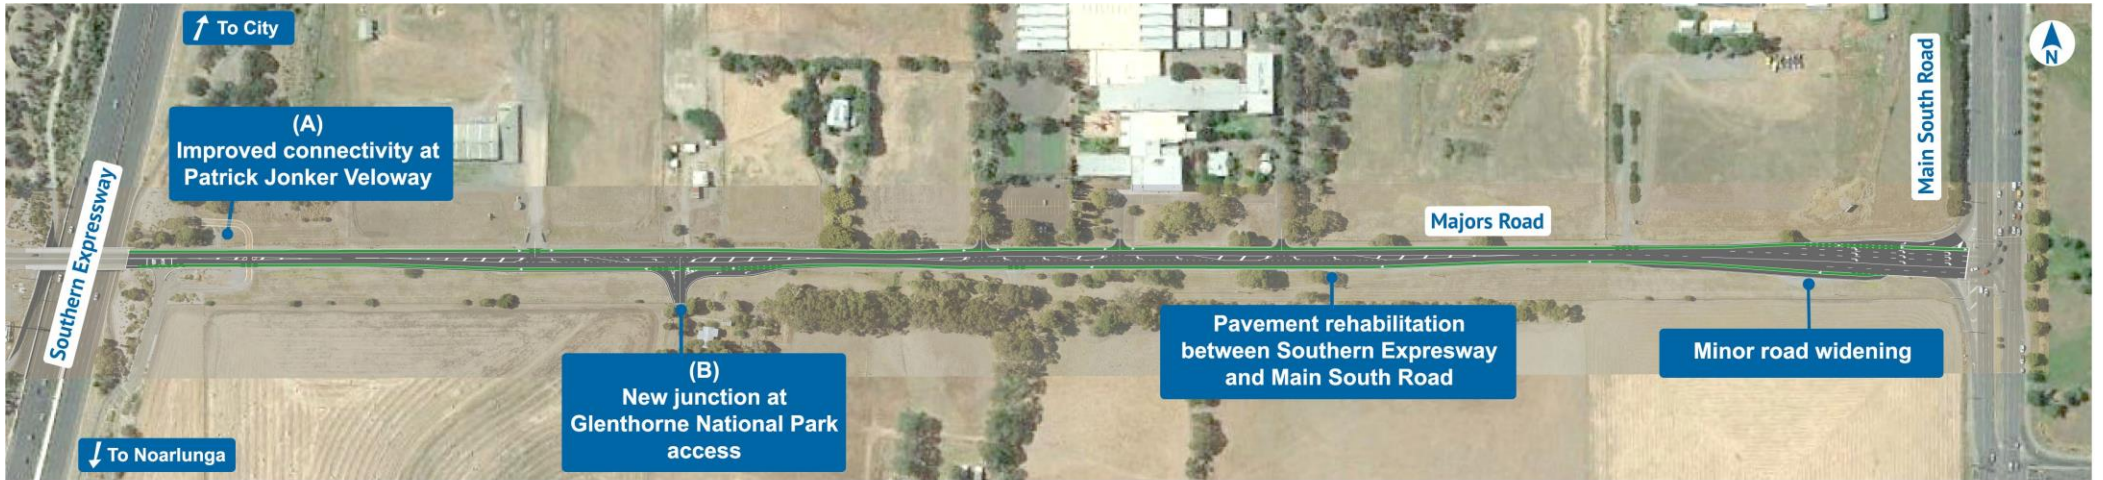 To City
(A)
Improved connectivity at
Patrick Jonker Veloway
Southern Expressway
Majors Road
Main South Road
N
(B)
New junction at
Glenthorne National Park
access
Pavement rehabilitation
between Southern Expresway
and Main South Road
Minor road widening
To Noarlunga